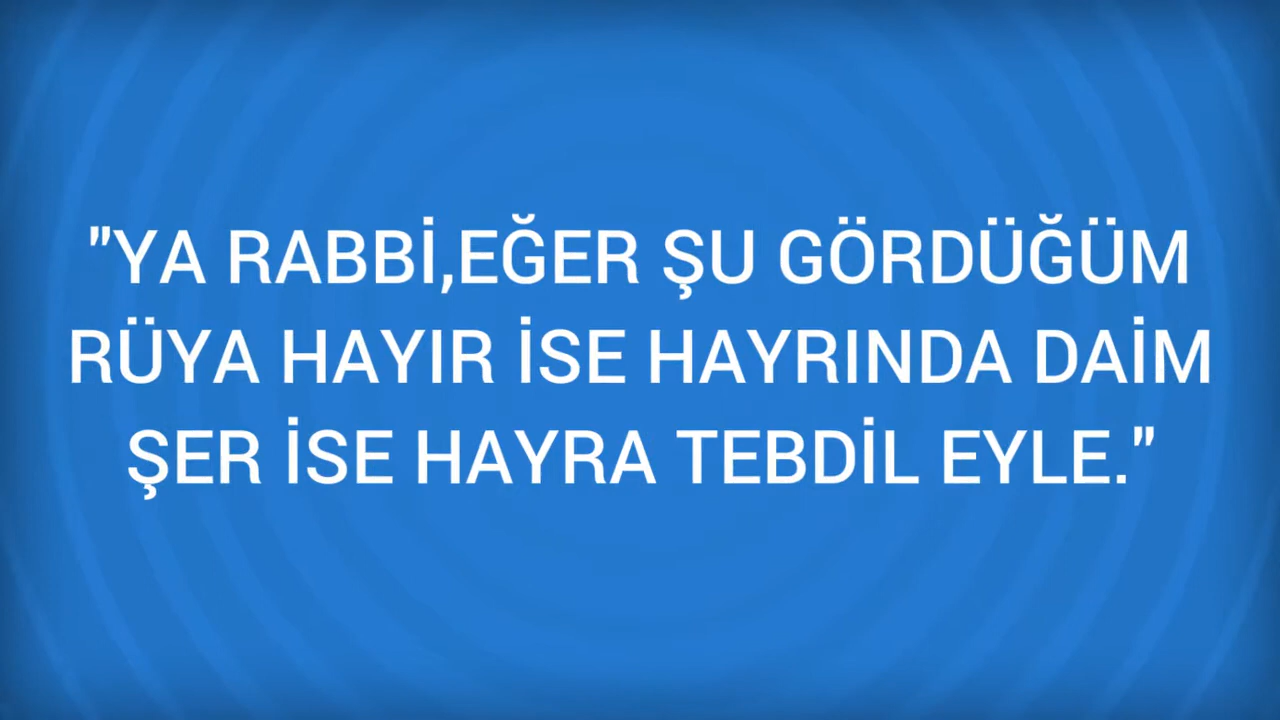 "YA RABBİ,EĞER ŞU GÖRDÜĞÜM
RÜYA HAYIR İSE HAYRINDA DAİM
ŞER İSE HAYRA TEBDİL EYLE."